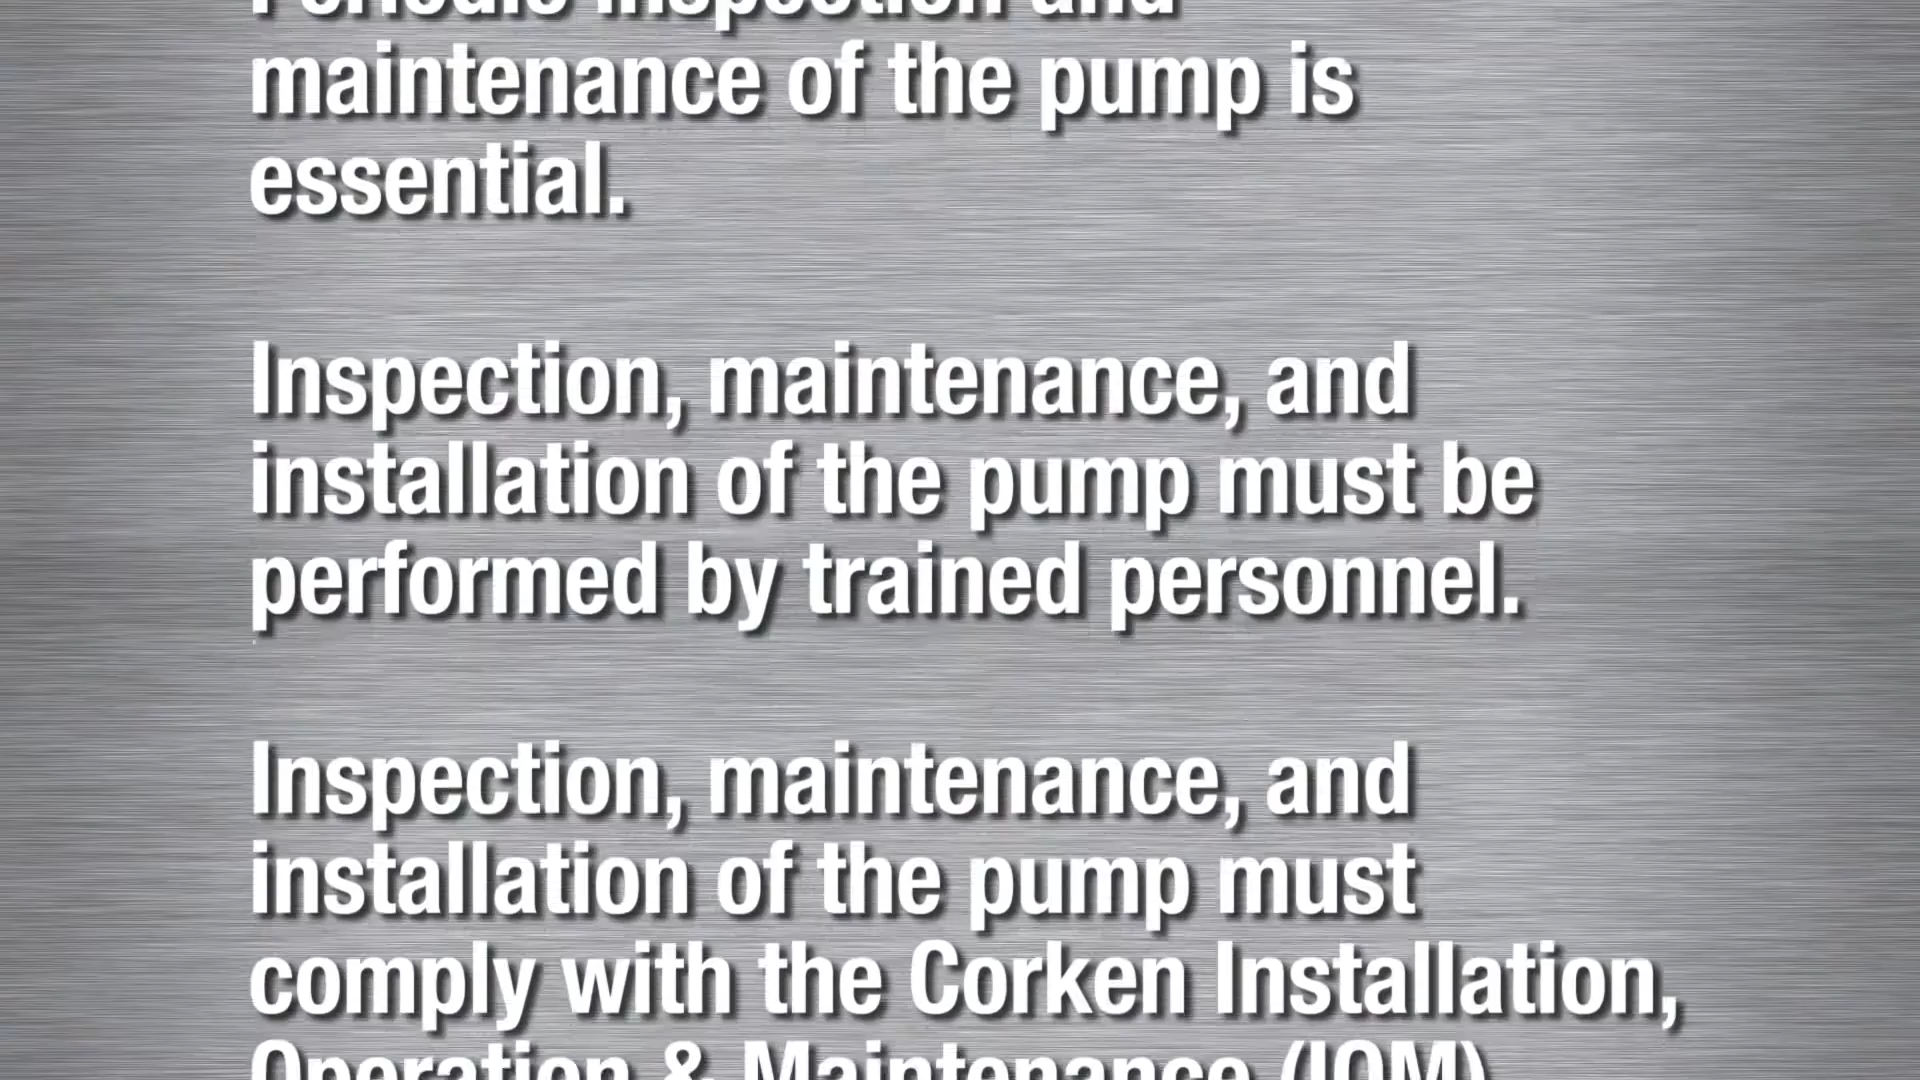 Periodic inspection and
maintenance of the pump is
essential.
Inspection, maintenance, and
installation of the pump must be
performed by trained personnel.
Inspection, maintenance, and
installation of the pump must
comply with the Corken Installation,
Operation & Maintenance (IOM)